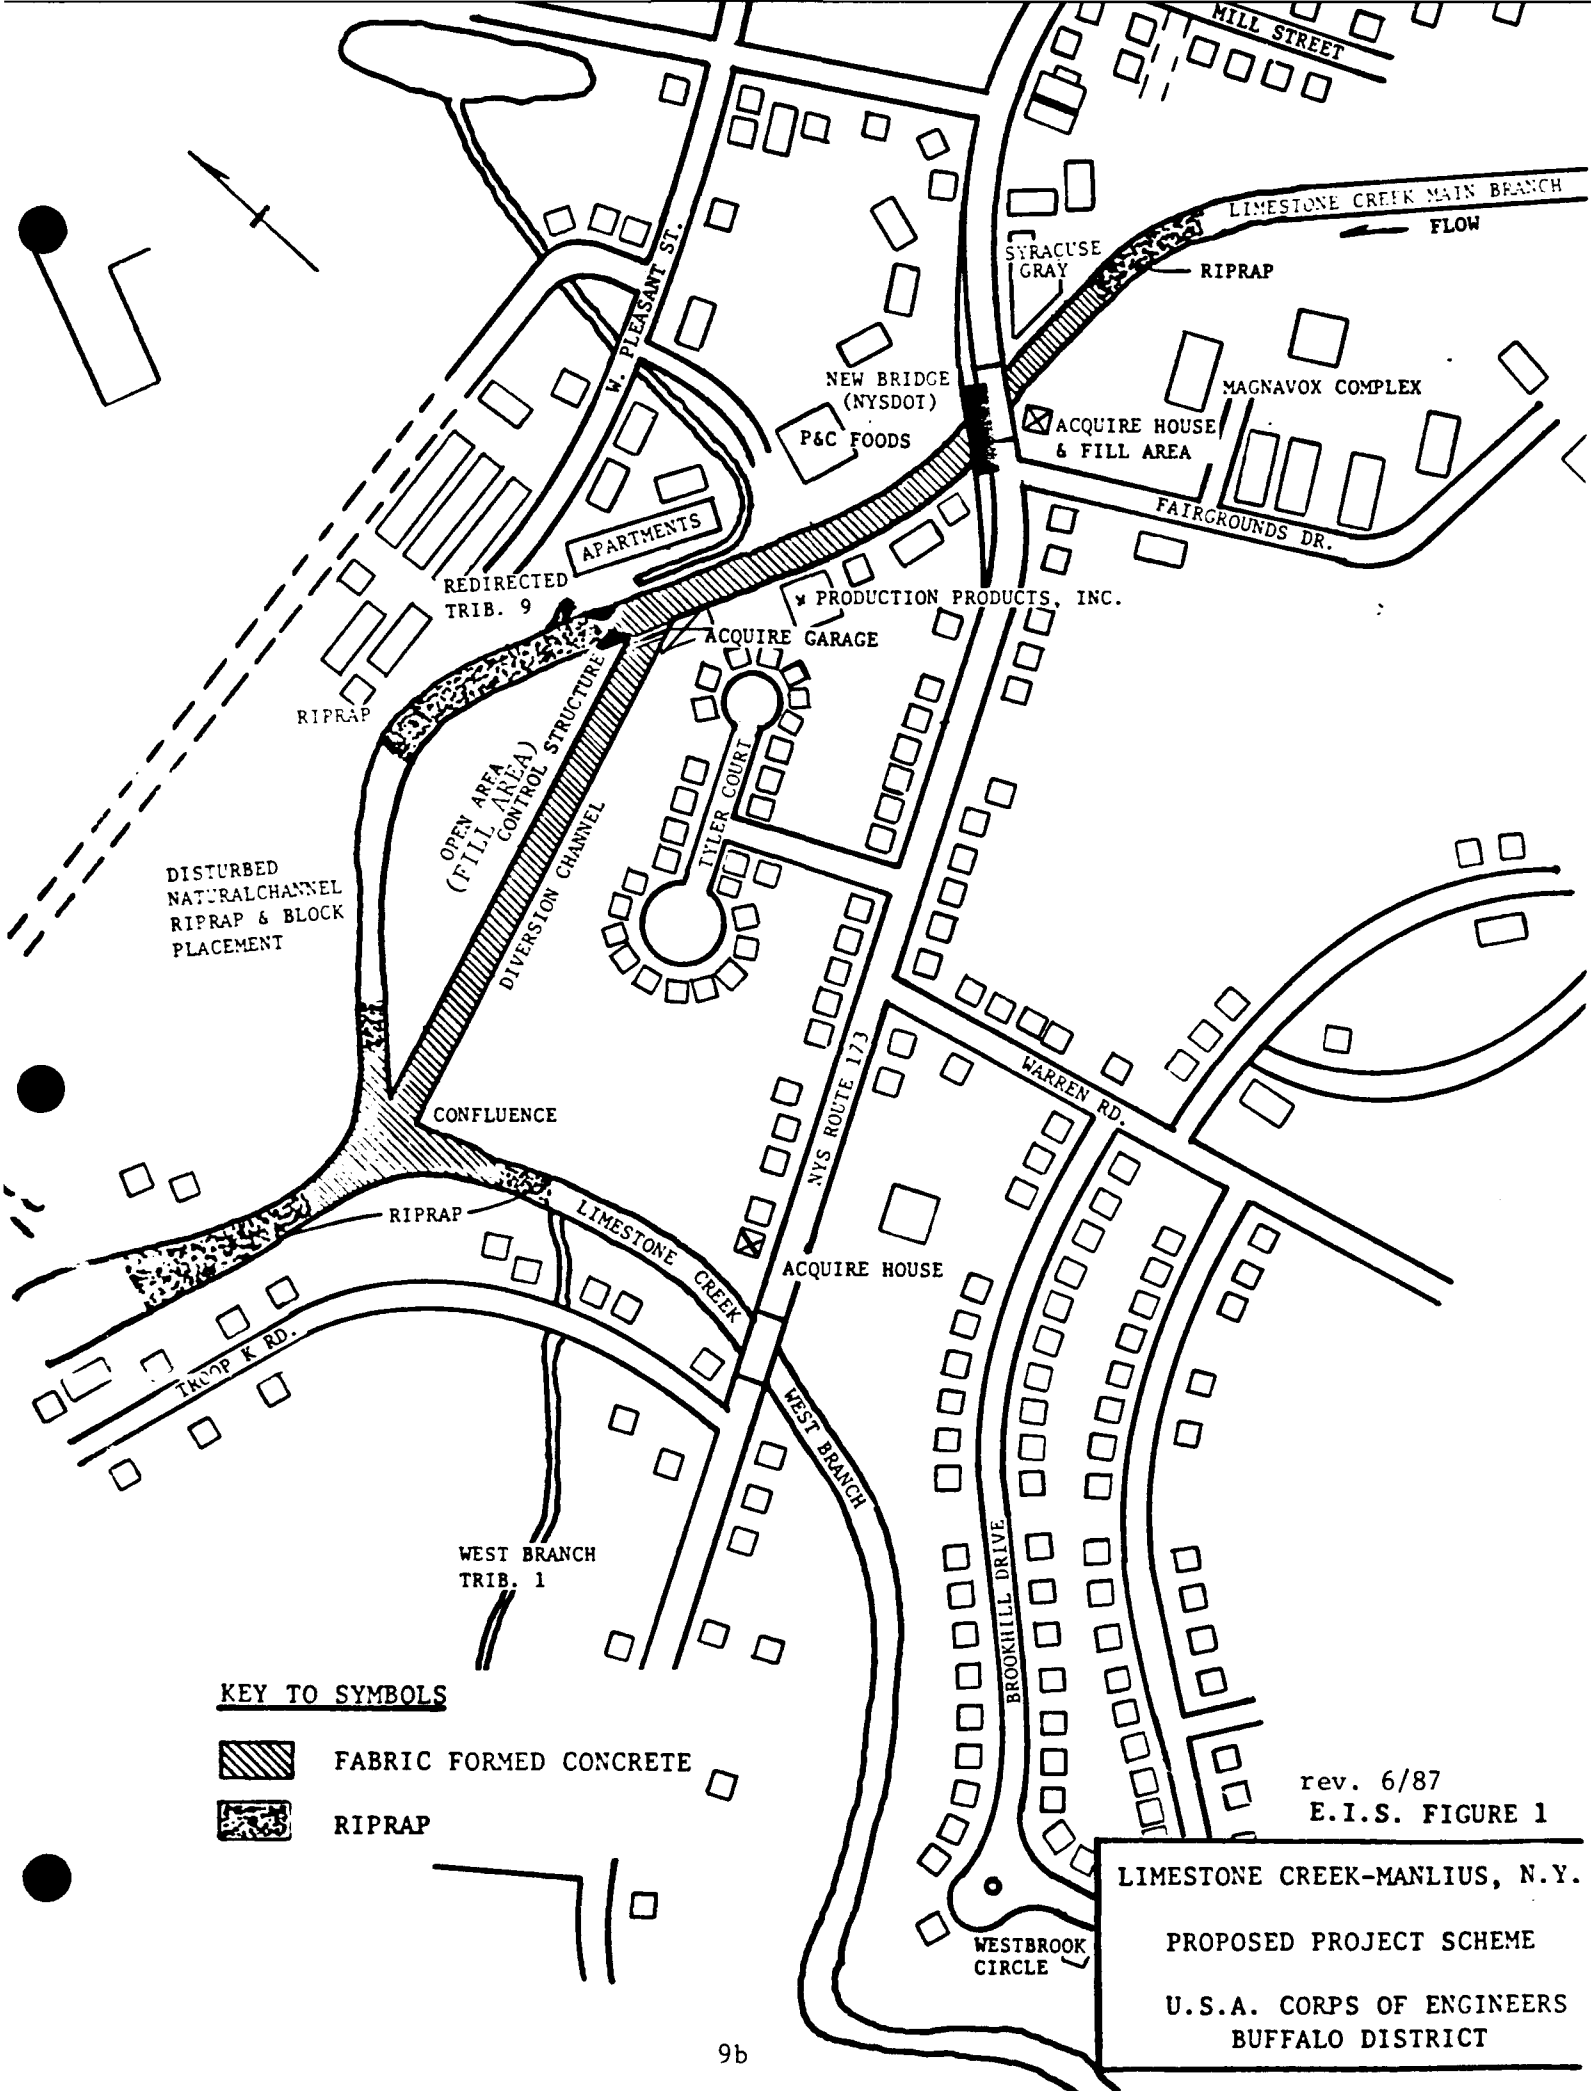 MILL STREET
LIMESTONE CREEK MAIN BRANCH
FLOW
SYRACUSE
GRAY
RIPRAP
W. PLEASANT ST.
NEW BRIDGE
(NYSDOT)
MAGNAVOX COMPLEX
P&C FOODS
ACQUIRE HOUSE
& FILL AREA
FAIRGROUNDS DR.
APARTMENTS
REDIRECTED
TRIB. 9
x PRODUCTION PRODUCTS, INC.
ACQUIRE GARAGE
RIPRAP
OPEN AREA
(FILL AREA)
CONTROL STRUCTURE
DIVERSION CHANNEL
TYLER COURT
DISTURBED
NATURALCHANNEL
RIPRAP & BLOCK
PLACEMENT
NYS ROUTE 173
WARREN RD.
CONFLUENCE
RIPRAP
LIMESTONE CREEK
ACQUIRE HOUSE
TROOP K RD.
WEST BRANCH
WEST BRANCH
TRIB. 1
BROOKHILL DRIVE
KEY TO SYMBOLS
FABRIC FORMED CONCRETE
RIPRAP
rev. 6/87
E.I.S. FIGURE 1
LIMESTONE CREEK-MANLIUS, N.Y.
PROPOSED PROJECT SCHEME
U.S.A. CORPS OF ENGINEERS
BUFFALO DISTRICT
WESTBROOK
CIRCLE
9b